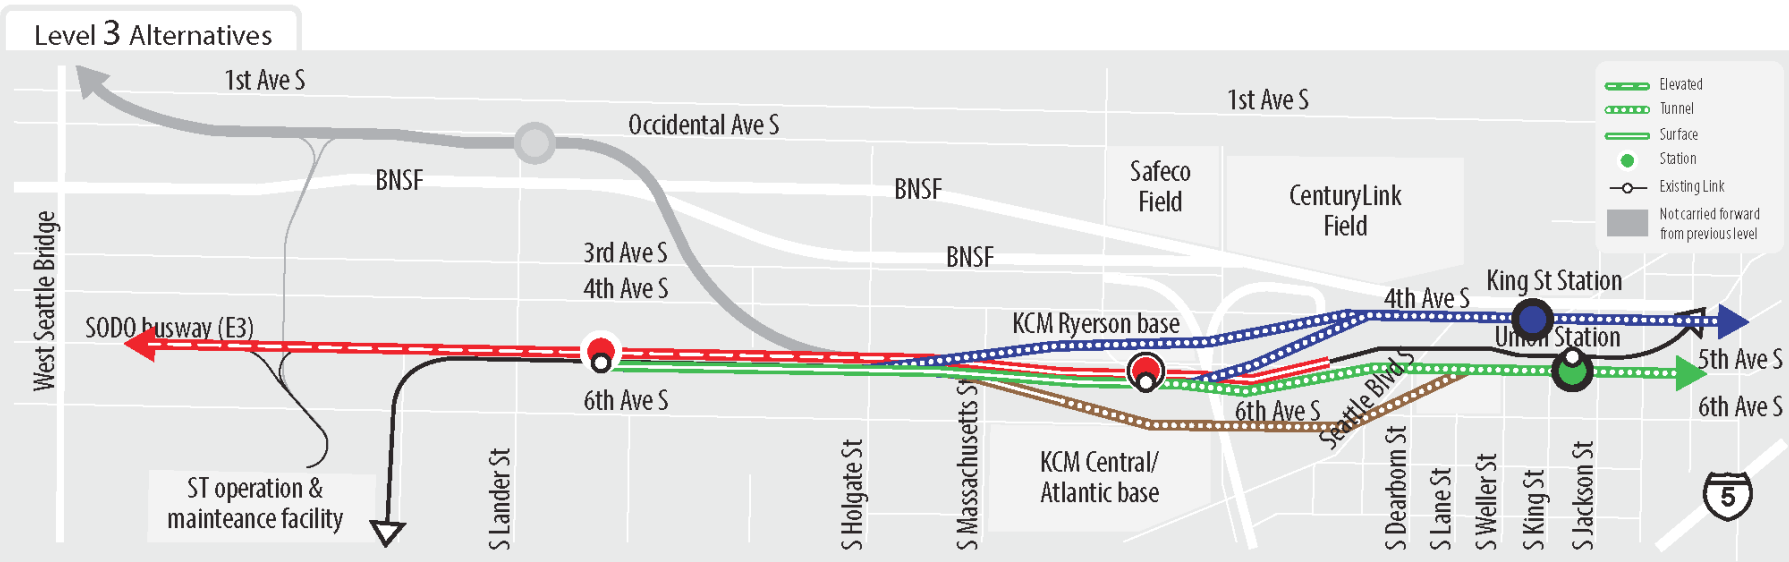 Level 3 Alternatives
1st Ave S
1st Ave S
Occidental Ave S
BNSF
BNSF
BNSF
Safeco
Field
CenturyLink
Field
Elevated
Tunnel
Surface
Station
Existing Link
Not carried forward
from previous level
West Seattle Bridge
3rd Ave S
4th Ave S
SODO busway (E3)
6th Ave S
KCM Ryerson base
4th Ave S
King St Station
Union Station
5th Ave S
6th Ave S
6th Ave S
Seattle Blvd S
ST operation &
mainteance facility
KCM Central/
Atlantic base
S Lander St
S Holgate St
S Massachusetts St
S Dearborn St
S Lane St
S Weller St
S King St
S Jackson St
5